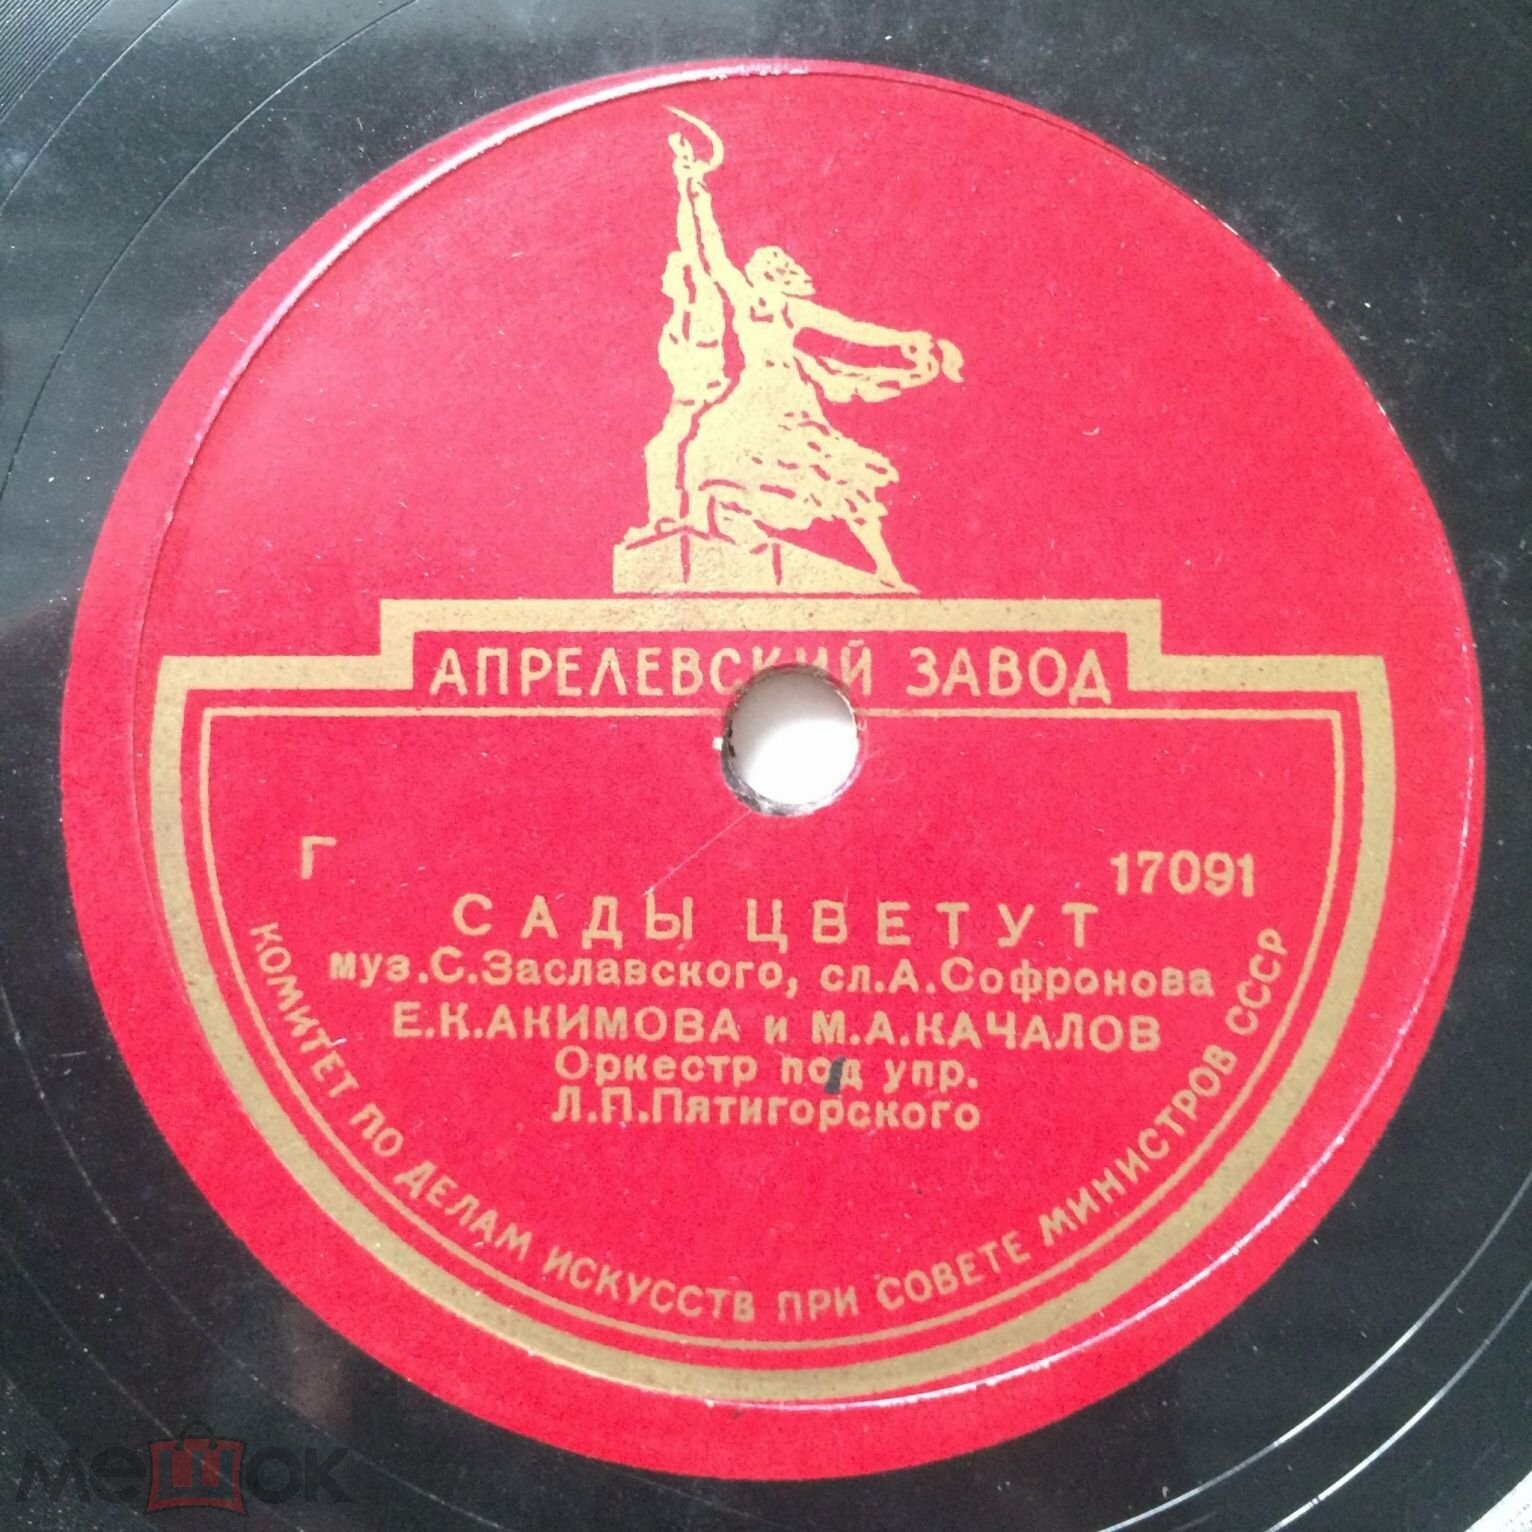 АПРЕЛЕВСКИЙ ЗАВОД
Г 17091
САДЫ ЦВЕТУТ
муз.С.Заславского, сл.А.Софронова
Е.К.АКИМОВА и М.А.КАЧАЛОВ
Оркестр под упр.
Л.П.Пятигорского
КОМИТЕТ ПО ДЕЛАМ ИСКУССТВ ПРИ СОВЕТЕ МИНИСТРОВ СССР
мешок